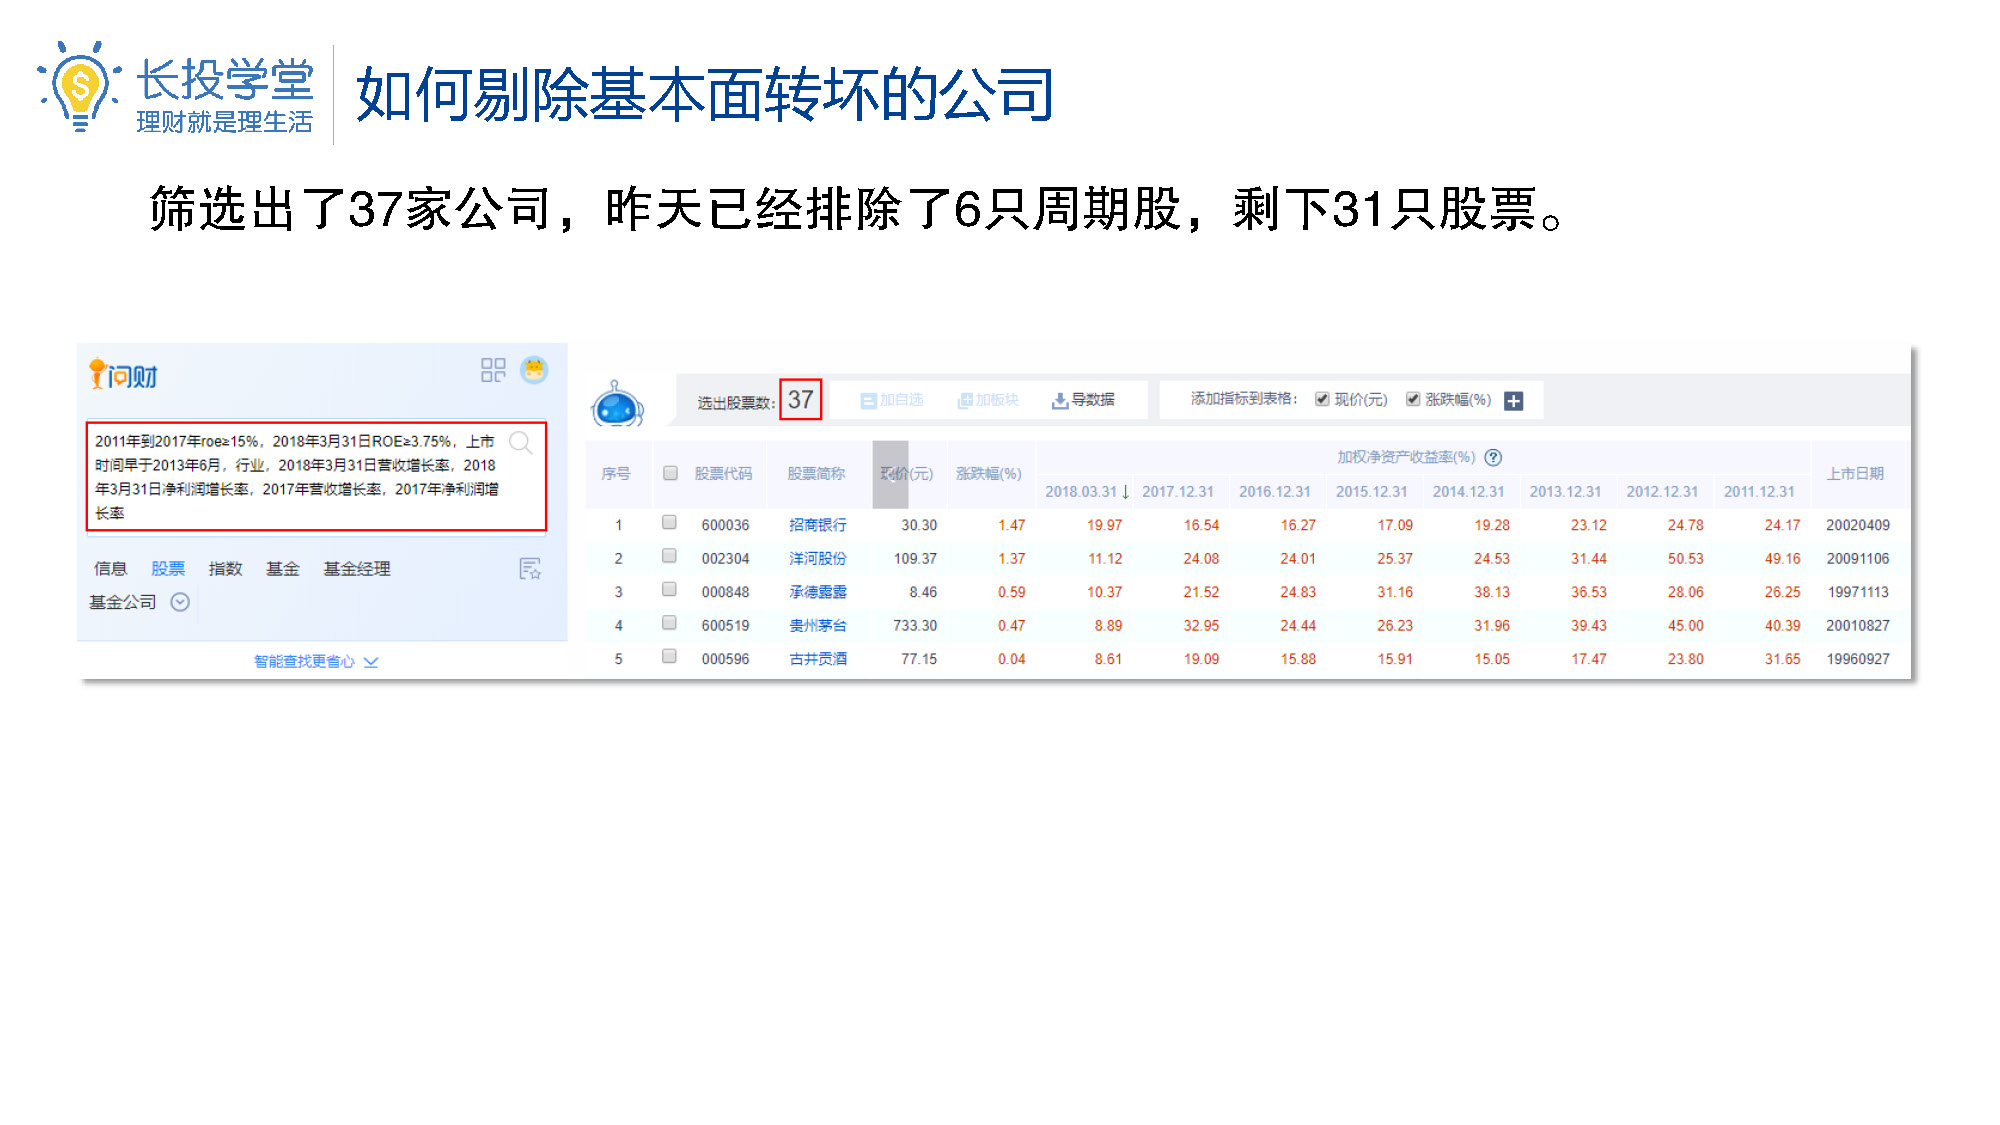 长投学堂
理财就是理生活
如何剔除基本面转坏的公司
筛选出了37家公司，昨天已经排除了6只周期股，剩下31只股票。
问财
2011年到2017年roe≥15%，2018年3月31日ROE≥3.75%，上市
时间早于2013年6月，行业，2018年3月31日营收增长率，2018
年3月31日净利润增长率，2017年营收增长率，2017年净利润增
长率
信息 股票 指数 基金 基金经理
基金公司
智能查找更省心
选出股票数: 37 加自选 加板块 导数据 添加指标到表格： 现价(元) 涨跌幅(%)
序号 股票代码 股票简称 现价(元) 涨跌幅(%) 加权净资产收益率(%) 上市日期
2018.03.31 2017.12.31 2016.12.31 2015.12.31 2014.12.31 2013.12.31 2012.12.31 2011.12.31
1 600036 招商银行 30.30 1.47 19.97 16.54 16.27 17.09 19.28 23.12 24.78 24.17 20020409
2 002304 洋河股份 109.37 1.37 11.12 24.08 24.01 25.37 24.53 31.44 50.53 49.16 20091106
3 000848 承德露露 8.46 0.59 10.37 21.52 24.83 31.16 38.13 36.53 28.06 26.25 19971113
4 600519 贵州茅台 733.30 0.47 8.89 32.95 24.44 26.23 31.96 39.43 45.00 40.39 20010827
5 000596 古井贡酒 77.15 0.04 8.61 19.09 15.88 15.91 15.05 17.47 23.80 31.65 19960927